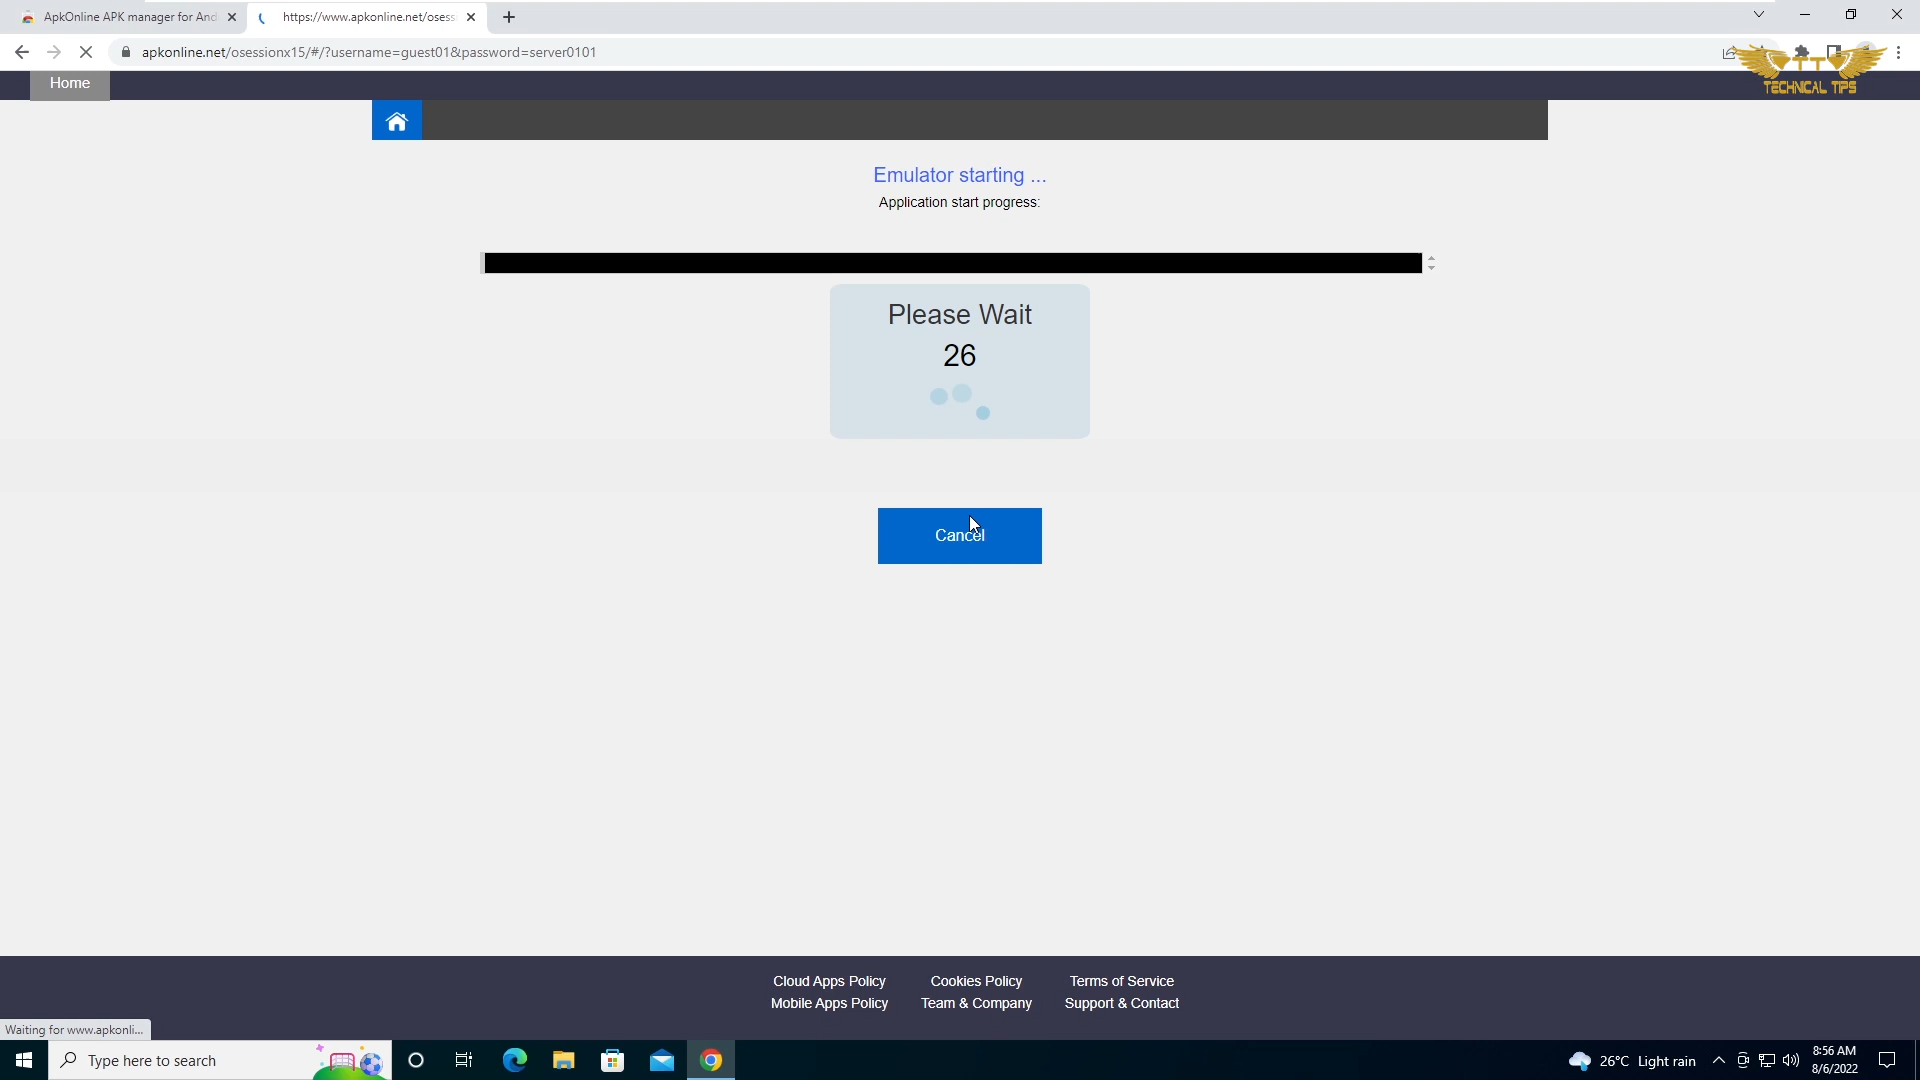 ApkOnline APK manager for And
https://www.apkonline.net/osess
apkonline.net/osessionx15/#/?username=guest01&password=server0101
TECHNICAL TIPS
Home
Emulator starting ...
Application start progress:
Please Wait
26
Cancel
Cloud Apps Policy
Cookies Policy
Terms of Service
Mobile Apps Policy
Team & Company
Support & Contact
Waiting for www.apkonli...
Type here to search
26°C Light rain
8:56 AM
8/6/2022